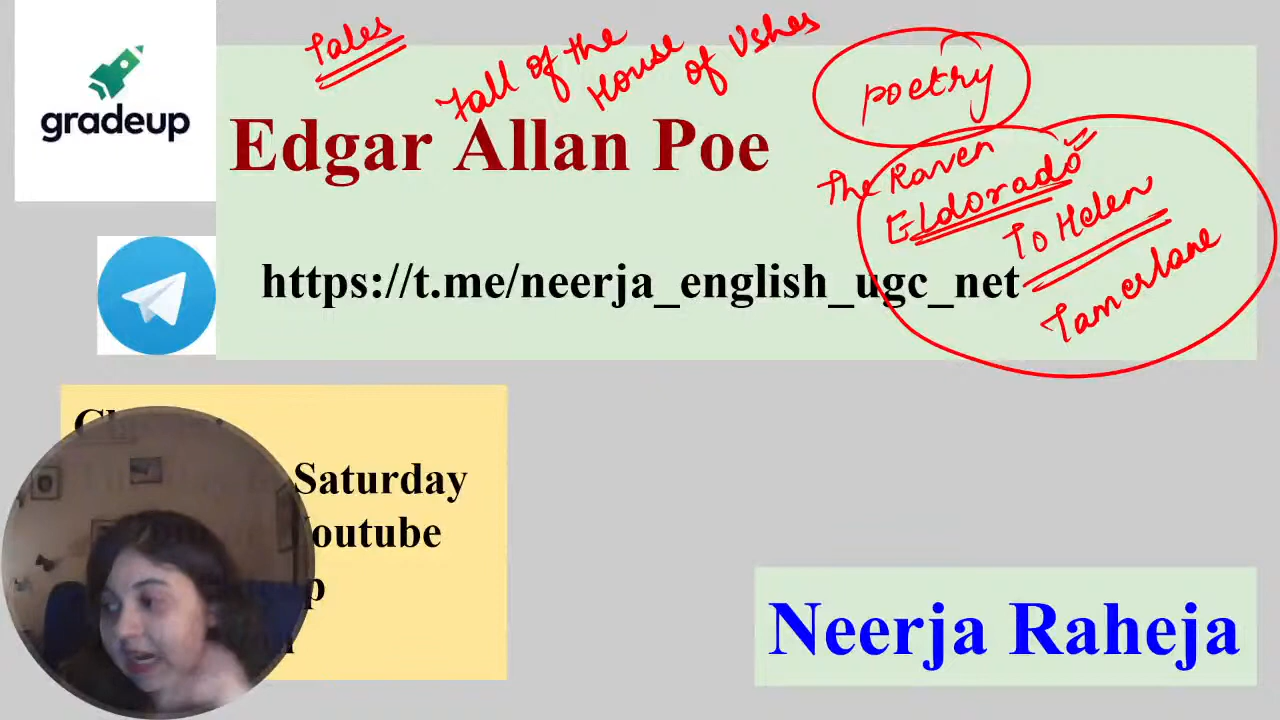 gradeup
Tales
Fall of the
House
of Ushes
Edgar Allan Poe
poetry
The Raven
Eldorado
To Helen
Tamerlane
https://t.me/neerja_english_ugc_net
Saturday
outube
p
Neerja Raheja